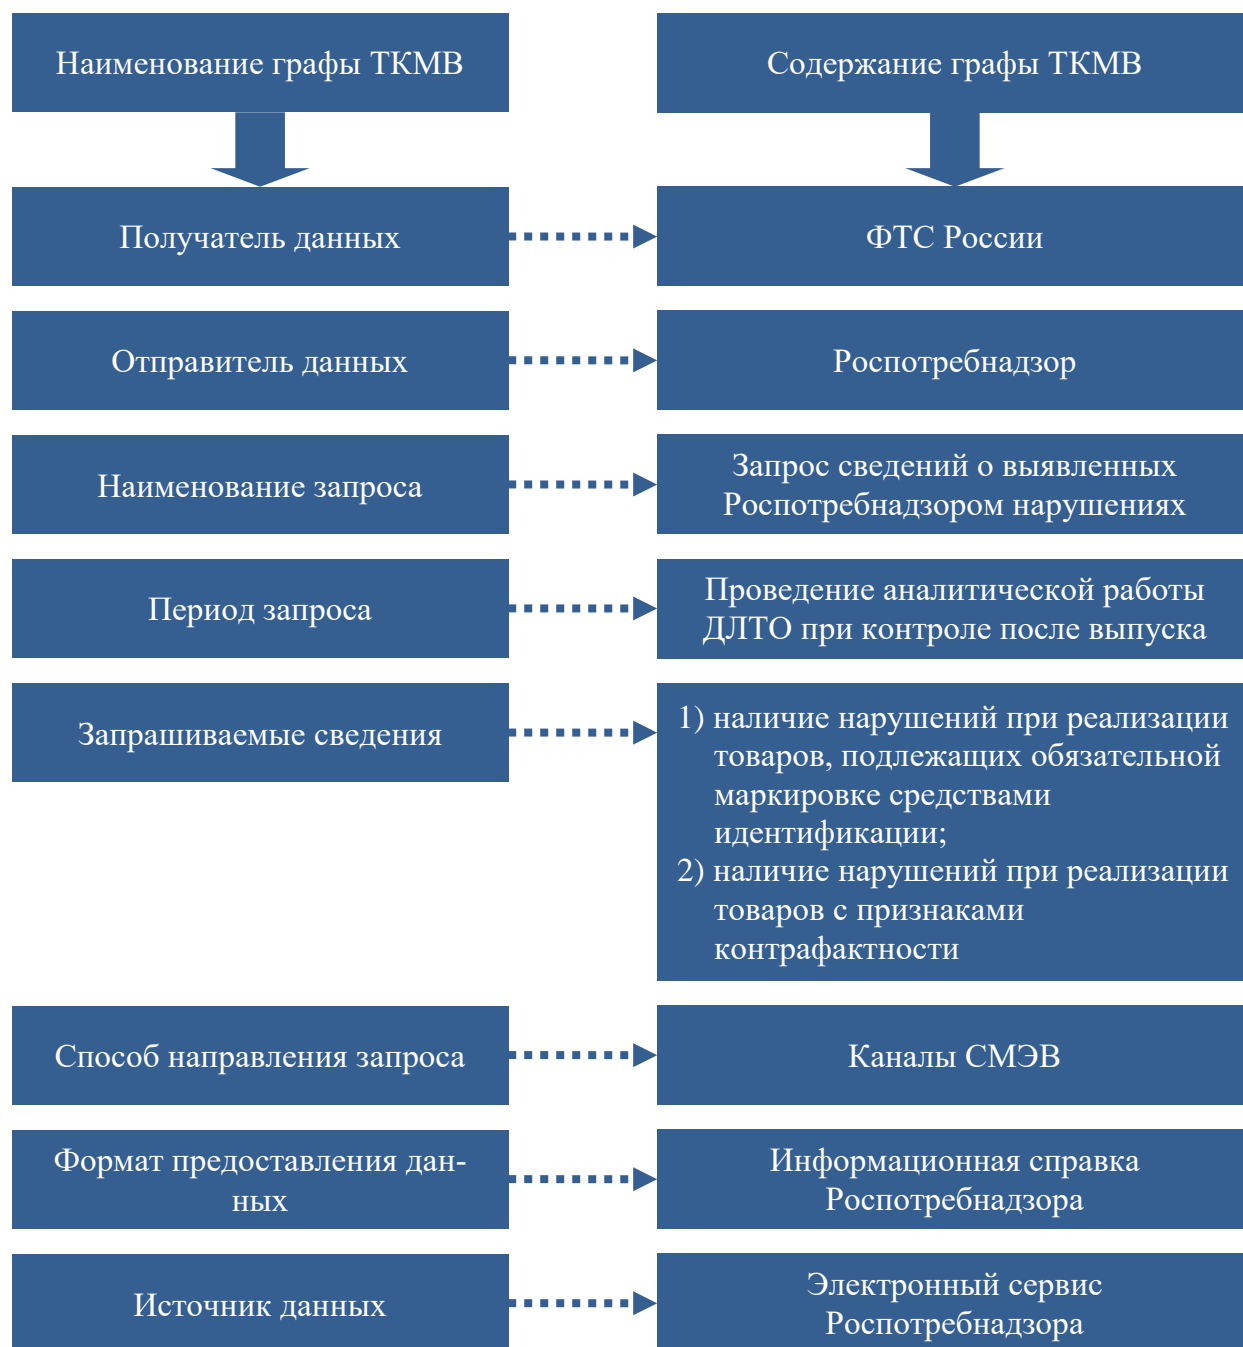 Наименование графы ТКМВ
Содержание графы ТКМВ
Получатель данных
ФТС России
Отправитель данных
Роспотребнадзор
Наименование запроса
Запрос сведений о выявленных
Роспотребнадзором нарушениях
Период запроса
Проведение аналитической работы
ДЛТО при контроле после выпуска
Запрашиваемые сведения
1) наличие нарушений при реализации
товаров, подлежащих обязательной
маркировке средствами
идентификации;
2) наличие нарушений при реализации
товаров с признаками
контрафактности
Способ направления запроса
Каналы СМЭВ
Формат предоставления дан-
ных
Информационная справка
Роспотребнадзора
Источник данных
Электронный сервис
Роспотребнадзора